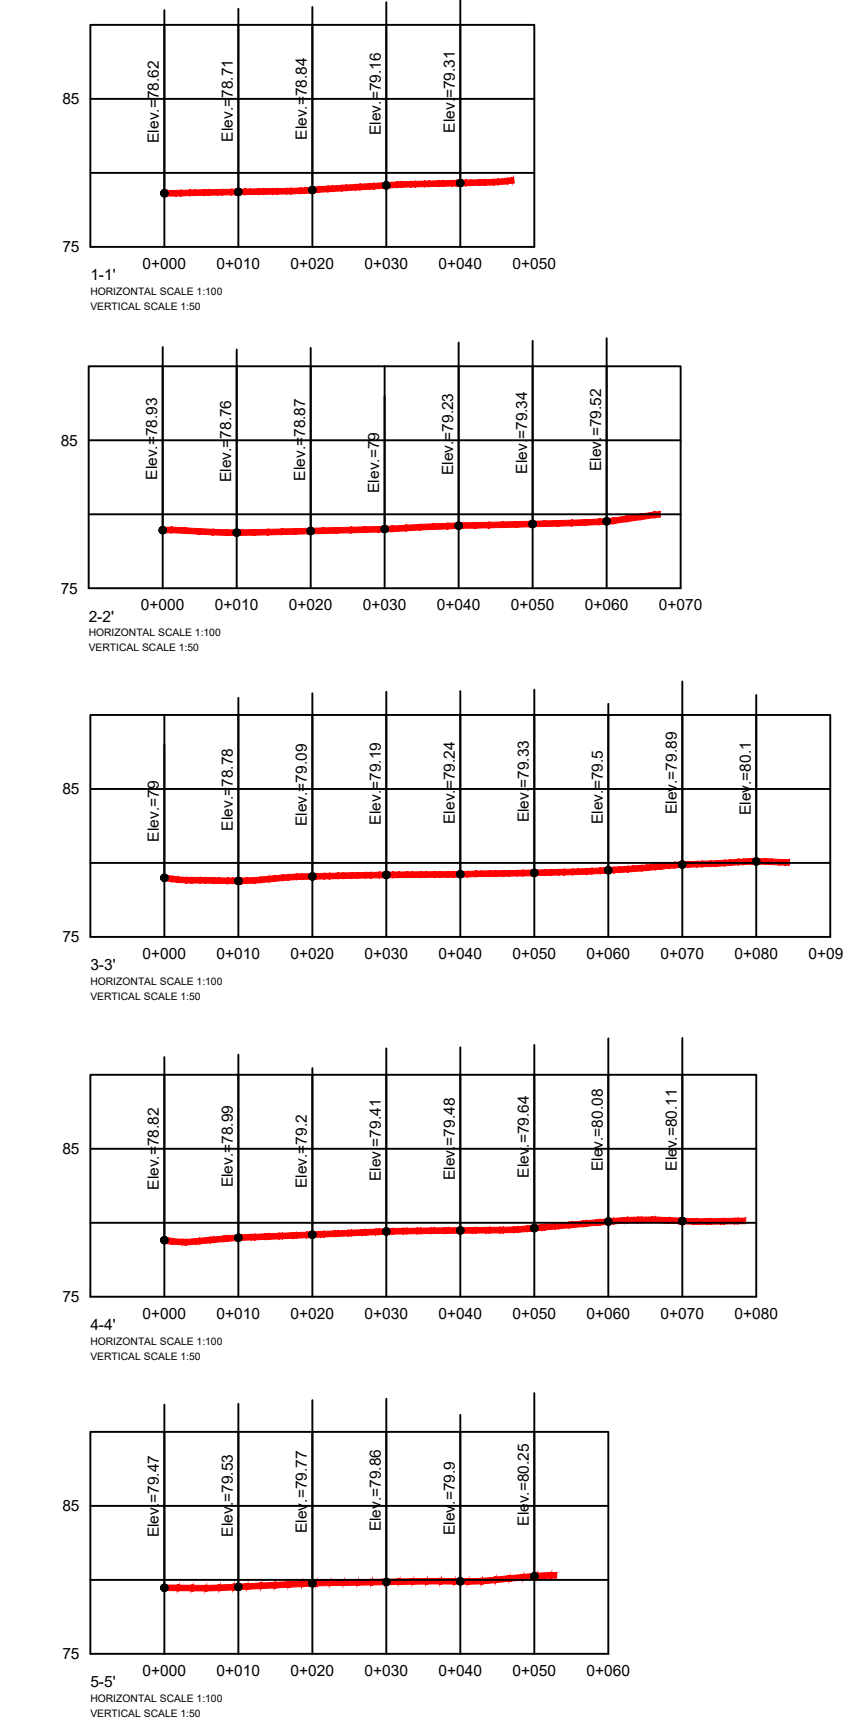 Elev.=78.62
Elev.=78.71
Elev.=78.84
Elev.=79.16
Elev.=79.31
85
75
0+000 0+010 0+020 0+030 0+040 0+050
1-1'
HORIZONTAL SCALE 1:100
VERTICAL SCALE 1:50
Elev.=78.93
Elev.=78.76
Elev.=78.87
Elev.=79
Elev.=79.23
Elev.=79.34
Elev.=79.52
85
75
0+000 0+010 0+020 0+030 0+040 0+050 0+060 0+070
2-2'
HORIZONTAL SCALE 1:100
VERTICAL SCALE 1:50
Elev.=79
Elev.=78.78
Elev.=79.09
Elev.=79.19
Elev.=79.24
Elev.=79.33
Elev.=79.5
Elev.=79.89
Elev.=80.1
85
75
0+000 0+010 0+020 0+030 0+040 0+050 0+060 0+070 0+080 0+09
3-3'
HORIZONTAL SCALE 1:100
VERTICAL SCALE 1:50
Elev.=78.82
Elev.=78.99
Elev.=79.2
Elev.=79.41
Elev.=79.48
Elev.=79.64
Elev.=80.08
Elev.=80.11
85
75
0+000 0+010 0+020 0+030 0+040 0+050 0+060 0+070 0+080
4-4'
HORIZONTAL SCALE 1:100
VERTICAL SCALE 1:50
Elev.=79.47
Elev.=79.53
Elev.=79.77
Elev.=79.86
Elev.=79.9
Elev.=80.25
85
75
0+000 0+010 0+020 0+030 0+040 0+050 0+060
5-5'
HORIZONTAL SCALE 1:100
VERTICAL SCALE 1:50